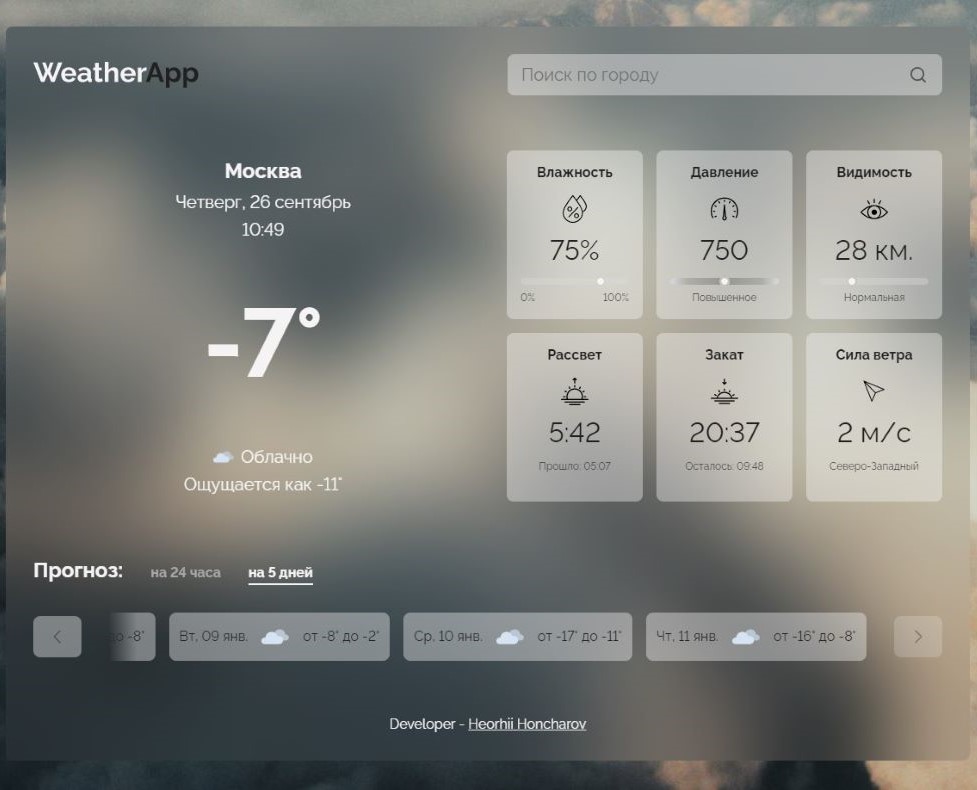 WeatherApp
Поиск по городу
Москва
Четверг, 26 сентябрь
10:49
-7°
Облачно
Ощущается как -11°
Влажность
75%
0% 100%
Давление
750
Повышенное
Видимость
28 км.
Нормальная
Рассвет
5:42
Прошло: 05:07
Закат
20:37
Осталось: 09:48
Сила ветра
2 м/с
Северо-Западный
Прогноз: на 24 часа на 5 дней
до -8°
Вт, 09 янв. от -8° до -2°
Ср, 10 янв. от -17° до -11°
Чт, 11 янв. от -16° до -8°
Developer - Heorhii Honcharov